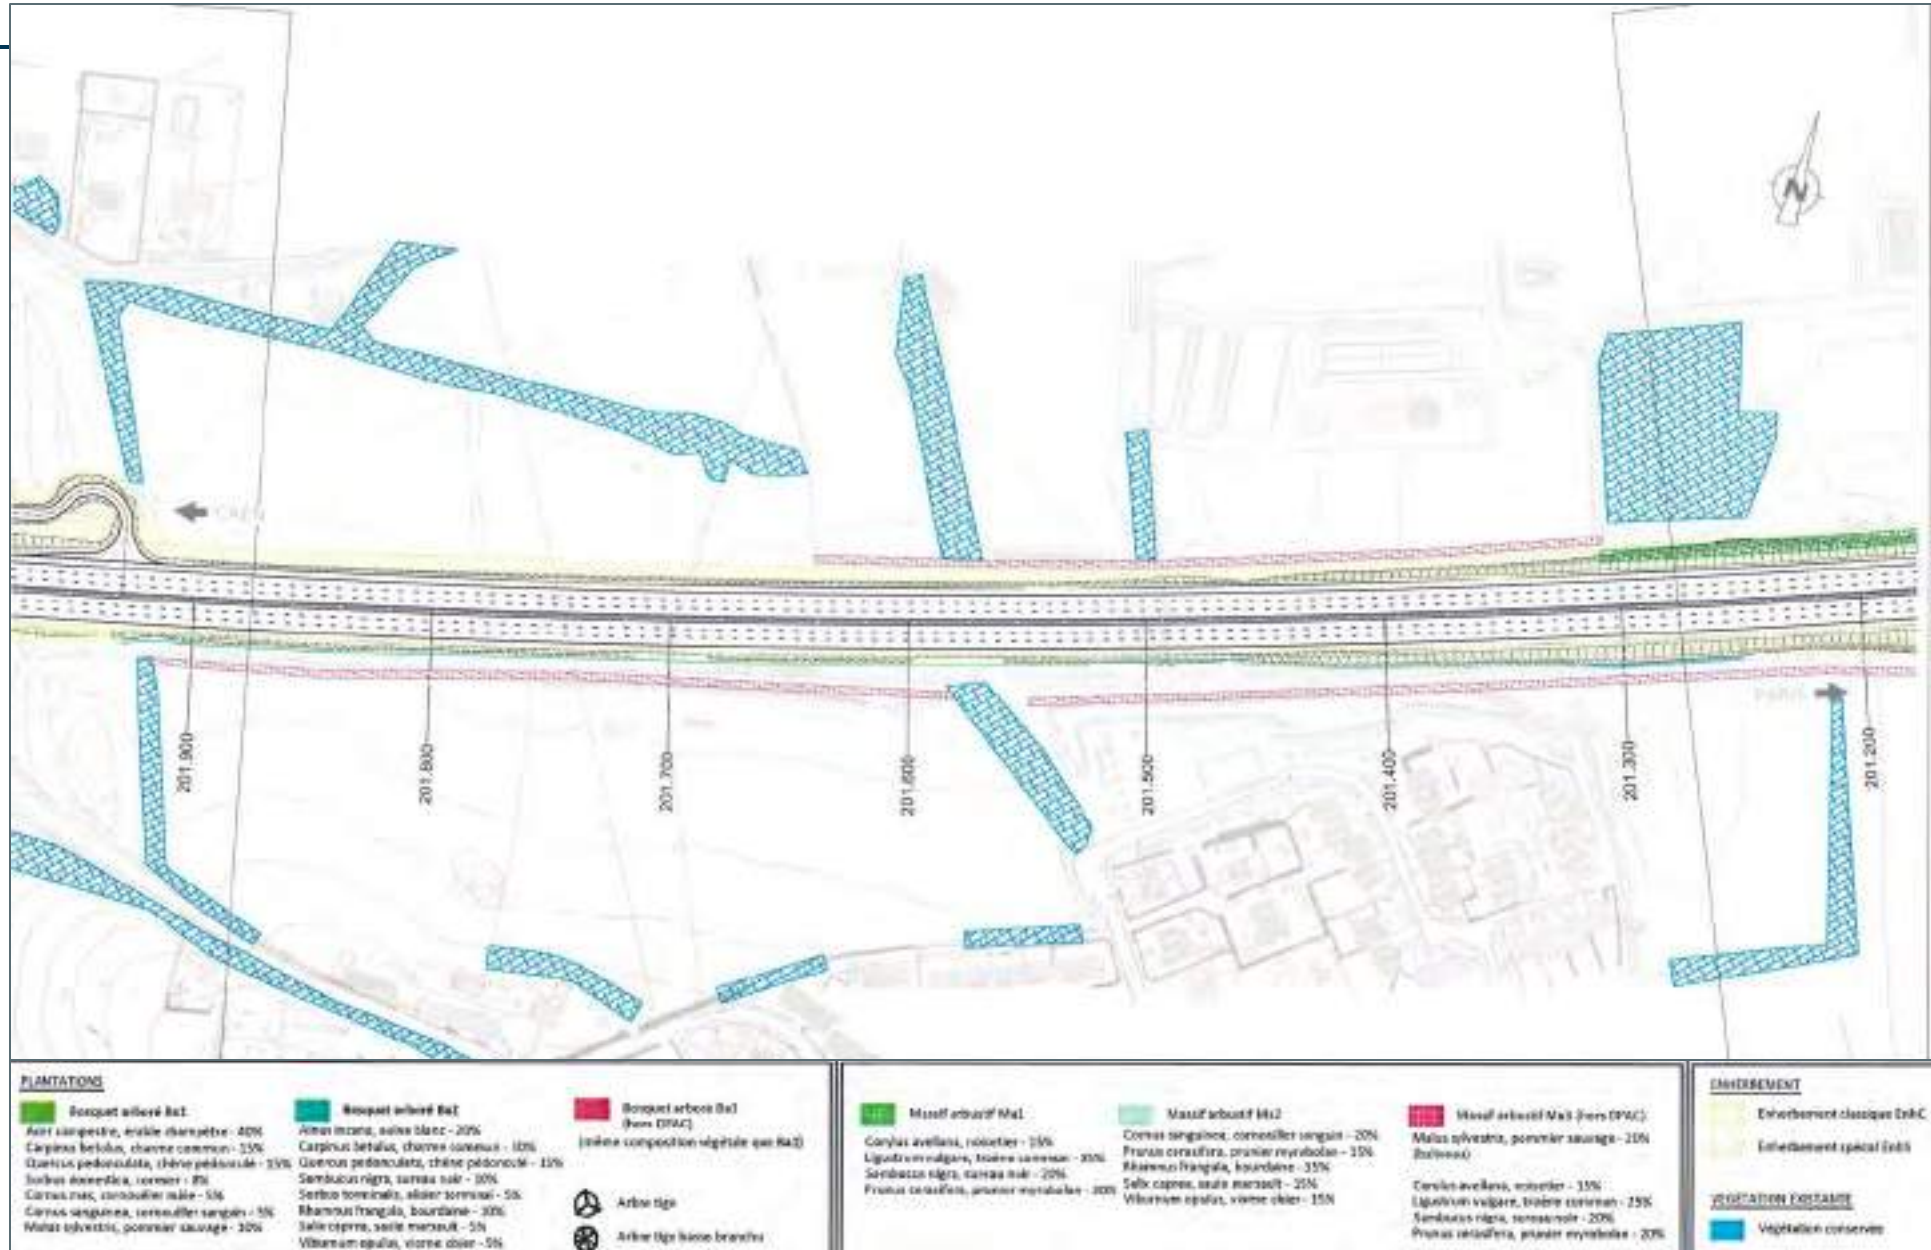 N
CAEN
PARIS
201.900
201.800
201.700
201.600
201.500
201.400
201.300
201.200
PLANTATIONS
Bosquet arboré Ba1
Acer campestre, érable champêtre - 40%
Carpinus betulus, charme commun - 15%
Quercus pedonculata, chêne pédonculé - 15%
Sorbus domestica, cormier - 8%
Cornus mas, cornouiller mâle - 5%
Cornus sanguinea, cornouiller sanguin - 5%
Malus sylvestris, pommier sauvage - 10%
Bosquet arboré Ba2
Alnus incana, aulne blanc - 20%
Carpinus betulus, charme commun - 10%
Quercus pedonculata, chêne pédonculé - 15%
Sambucus nigra, sureau noir - 10%
Sorbus torminalis, alisier torminal - 5%
Rhamnus frangula, bourdaine - 10%
Salix caprea, saule marsault - 5%
Viburnum opulus, viorne obier - 5%
Bosquet arboré Ba3
(hors DPAC)
(même composition végétale que Ba2)
Arbre tige
Arbre tige basse branchu
Massif arbustif Ma1
Corylus avellana, noisetier - 15%
Ligustrum vulgare, troène commun - 35%
Sambucus nigra, sureau noir - 20%
Prunus cerasifera, prunier myrobolan - 30%
Massif arbustif Ma2
Cornus sanguinea, cornouiller sanguin - 20%
Prunus cerasifera, prunier myrobolan - 15%
Rhamnus frangula, bourdaine - 35%
Salix caprea, saule marsault - 15%
Viburnum opulus, viorne obier - 15%
Massif arbustif Ma3 (hors DPAC)
Malus sylvestris, pommier sauvage - 20%
Corylus avellana, noisetier - 15%
Ligustrum vulgare, troène commun - 25%
Sambucus nigra, sureau noir - 20%
Prunus cerasifera, prunier myrobolan - 20%
ENHERBEMENT
Enherbement classique EnhC
Enherbement spécial EnhS
VEGETATION EXISTANTE
Végétation conservée